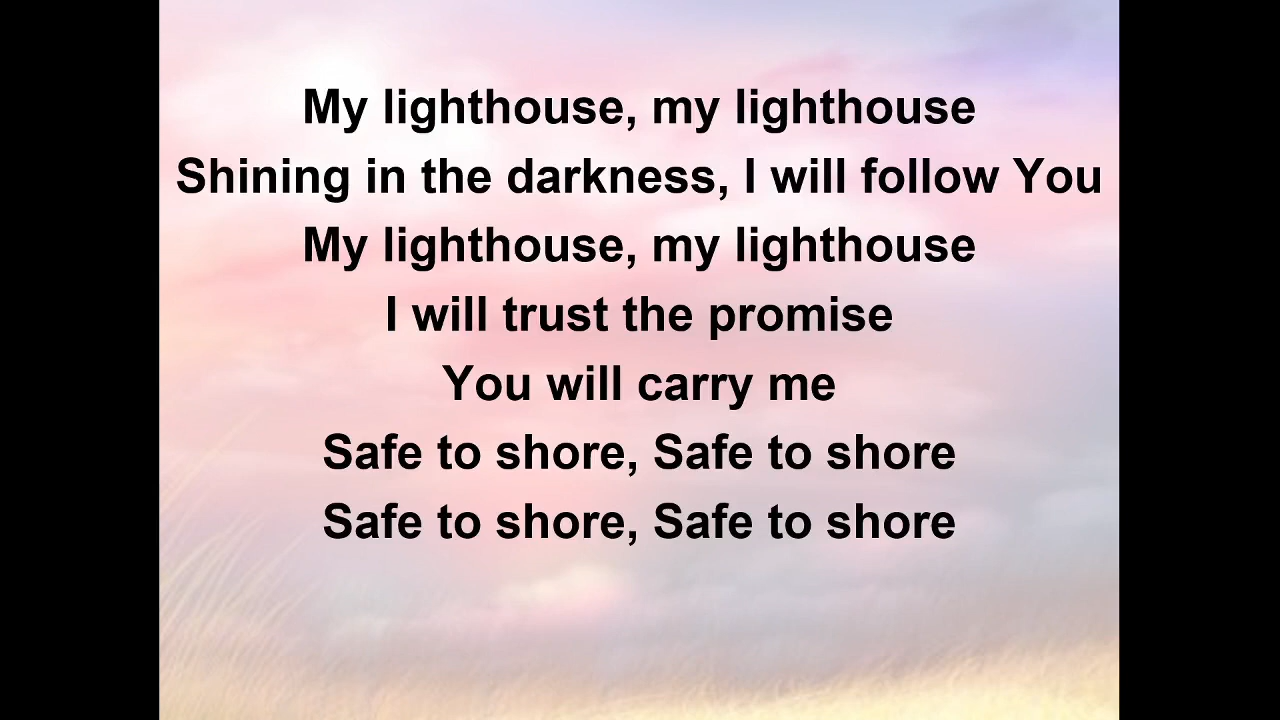 My lighthouse, my lighthouse
Shining in the darkness, I will follow You
My lighthouse, my lighthouse
I will trust the promise
You will carry me
Safe to shore, Safe to shore
Safe to shore, Safe to shore